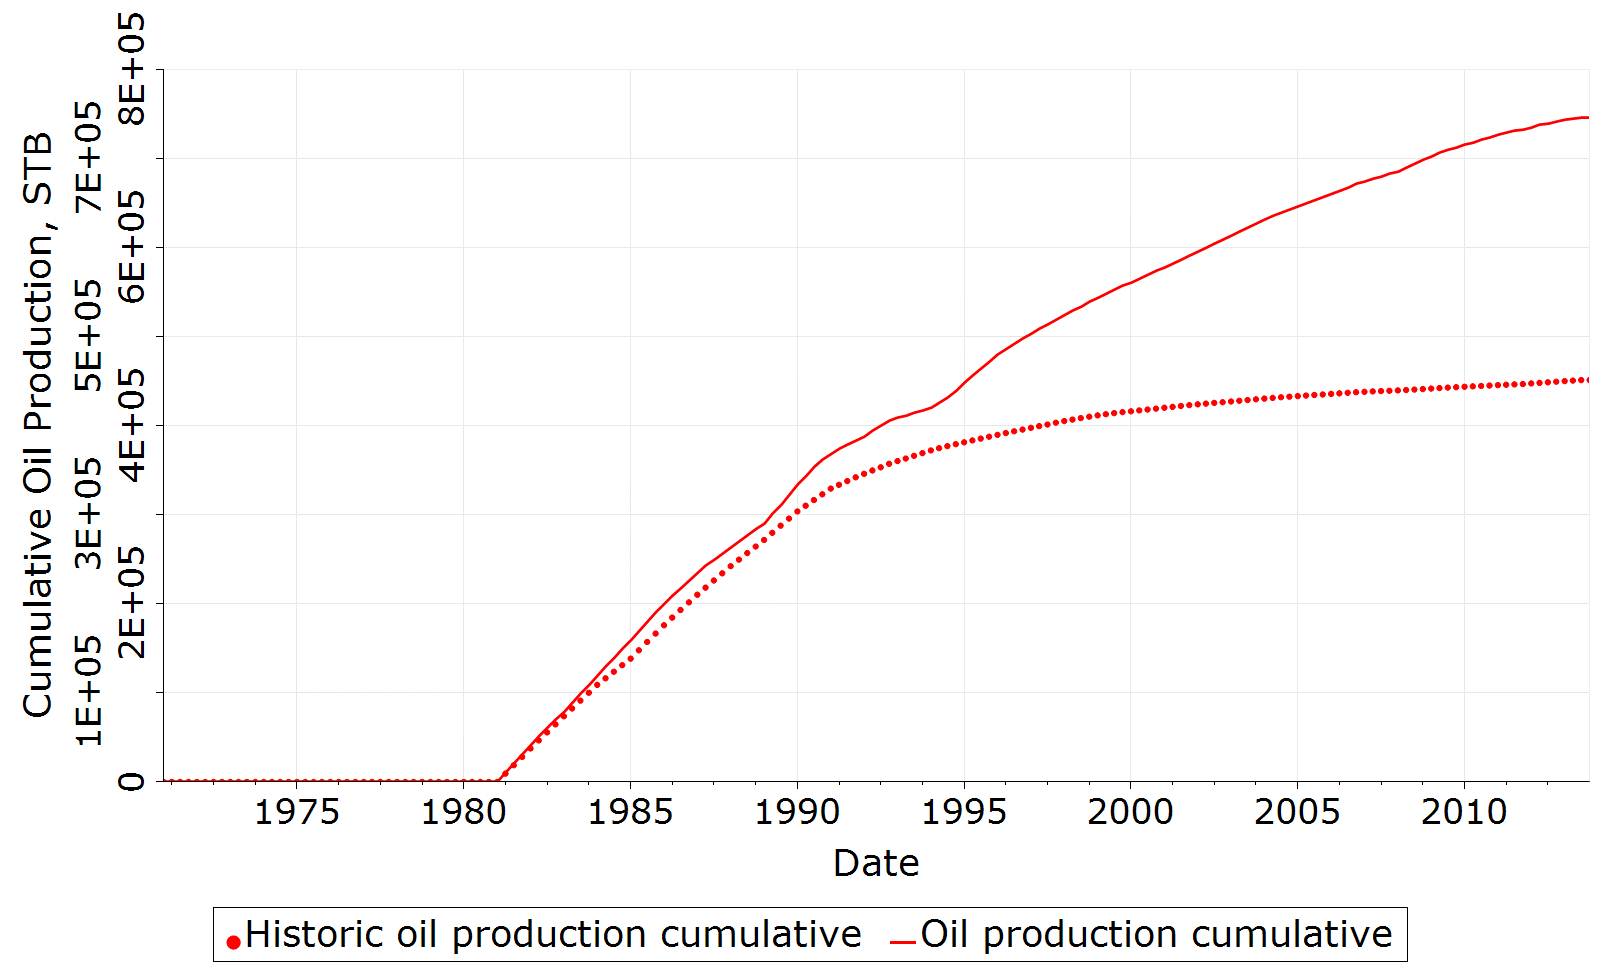 Cumulative Oil Production, STB
8E+05
7E+05
6E+05
5E+05
4E+05
3E+05
2E+05
1E+05
0
1975 1980 1985 1990 1995 2000 2005 2010
Date
Historic oil production cumulative Oil production cumulative